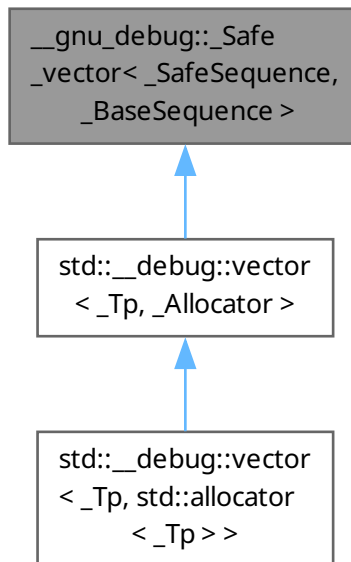 __gnu_debug::_Safe
_vector< _SafeSequence,
_BaseSequence >
std::__debug::vector
< _Tp, _Allocator >
std::__debug::vector
< _Tp, std::allocator
< _Tp > >